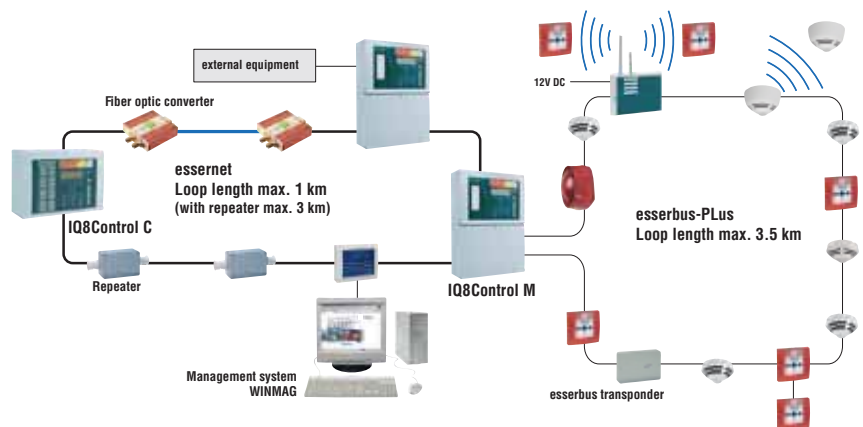 external equipment
12V DC
Fiber optic converter
essernet
Loop length max. 1 km
(with repeater max. 3 km)
esserbus-PLus
Loop length max. 3.5 km
IQ8Control C
Repeater
IQ8Control M
Management system
WINMAG
esserbus transponder